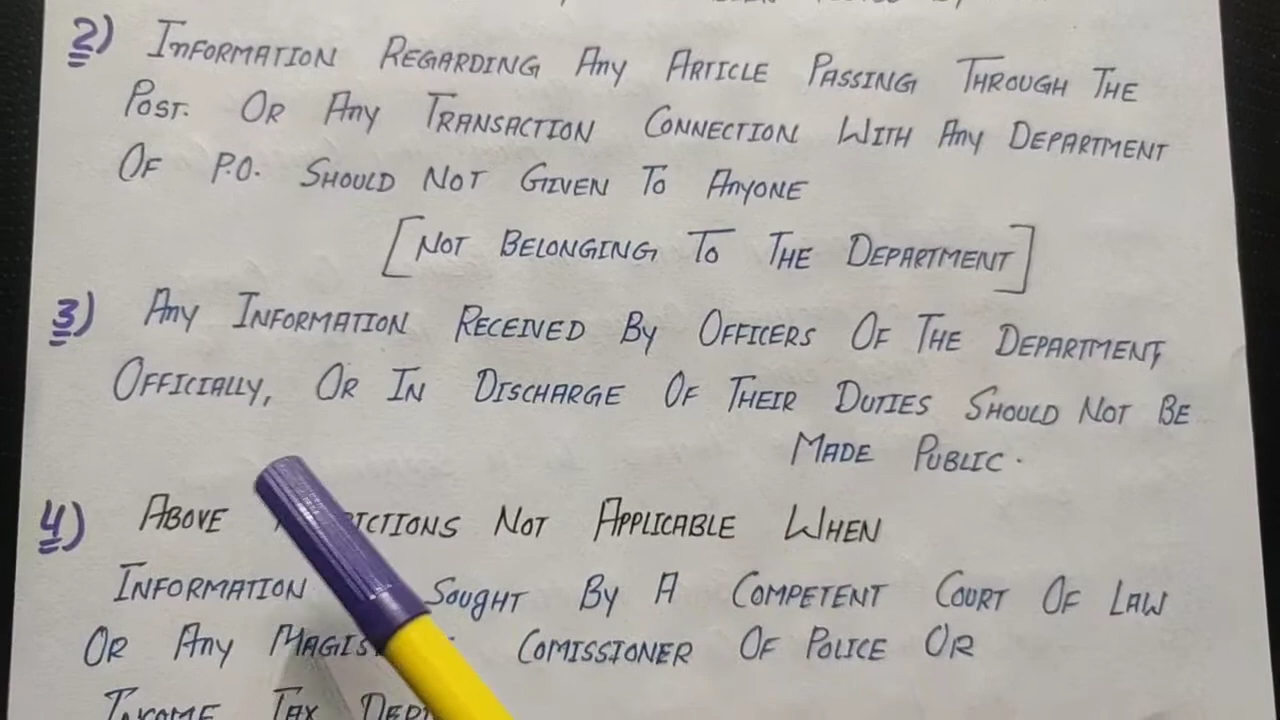 2) INFORMATION REGARDING ANY ARTICLE PASSING THROUGH THE
POST. OR ANY TRANSACTION CONNECTION WITH ANY DEPARTMENT
OF P.O. SHOULD NOT GIVEN TO ANYONE
[NOT BELONGING TO THE DEPARTMENT]
3) ANY INFORMATION RECEIVED BY OFFICERS OF THE DEPARTMENT,
OFFICIALLY, OR IN DISCHARGE OF THEIR DUTIES SHOULD NOT BE
MADE PUBLIC.
4) ABOVE NOT APPLICABLE WHEN
INFORMATION SOUGHT BY A COMPETENT COURT OF LAW
OR ANY COMISSIONER OF POLICE OR
INCOME TAX DEPT